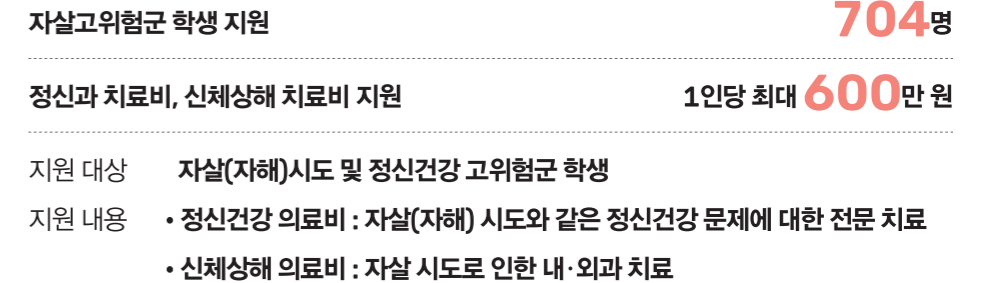 자살고위험군 학생 지원 704명
정신과 치료비, 신체상해 치료비 지원 1인당 최대 600만 원
지원 대상 자살(자해)시도 및 정신건강 고위험군 학생
지원 내용 • 정신건강 의료비 : 자살(자해) 시도와 같은 정신건강 문제에 대한 전문 치료
• 신체상해 의료비 : 자살 시도로 인한 내·외과 치료